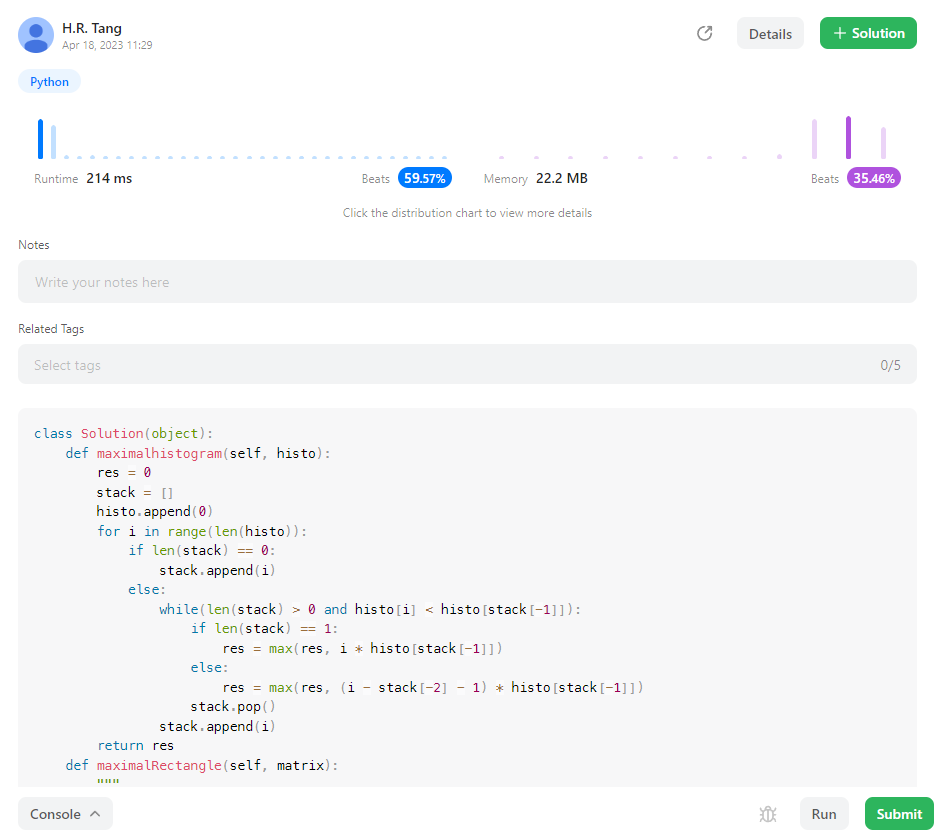 H.R. Tang
Apr 18, 2023 11:29
Details
+ Solution
Python
Runtime 214 ms
Beats 59.57%
Memory 22.2 MB
Beats 35.46%
Click the distribution chart to view more details
Notes
Write your notes here
Related Tags
Select tags
0/5
class Solution(object):
    def maximalhistogram(self, histo):
        res = 0
        stack = []
        histo.append(0)
        for i in range(len(histo)):
            if len(stack) == 0:
                stack.append(i)
            else:
                while(len(stack) > 0 and histo[i] < histo[stack[-1]]):
                    if len(stack) == 1:
                        res = max(res, i * histo[stack[-1]])
                    else:
                        res = max(res, (i - stack[-2] - 1) * histo[stack[-1]])
                    stack.pop()
                stack.append(i)
        return res
    def maximalRectangle(self, matrix):
        """
Console
Run
Submit